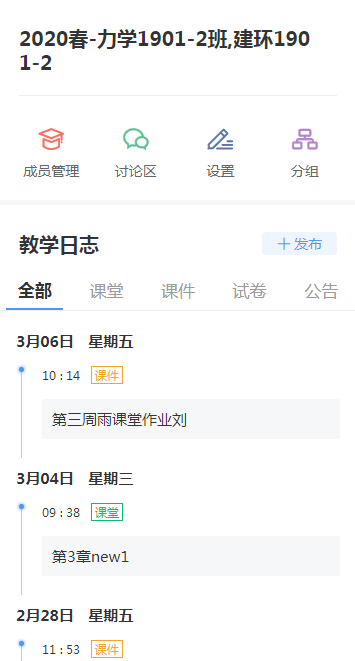 2020春-力学1901-2班,建环190
1-2
成员管理 讨论区 设置 分组
教学日志 ＋发布
全部 课堂 课件 试卷 公告
3月06日 星期五
10:14 课件
第三周雨课堂作业刘
3月04日 星期三
09:38 课堂
第3章new1
2月28日 星期五
11:53 课件